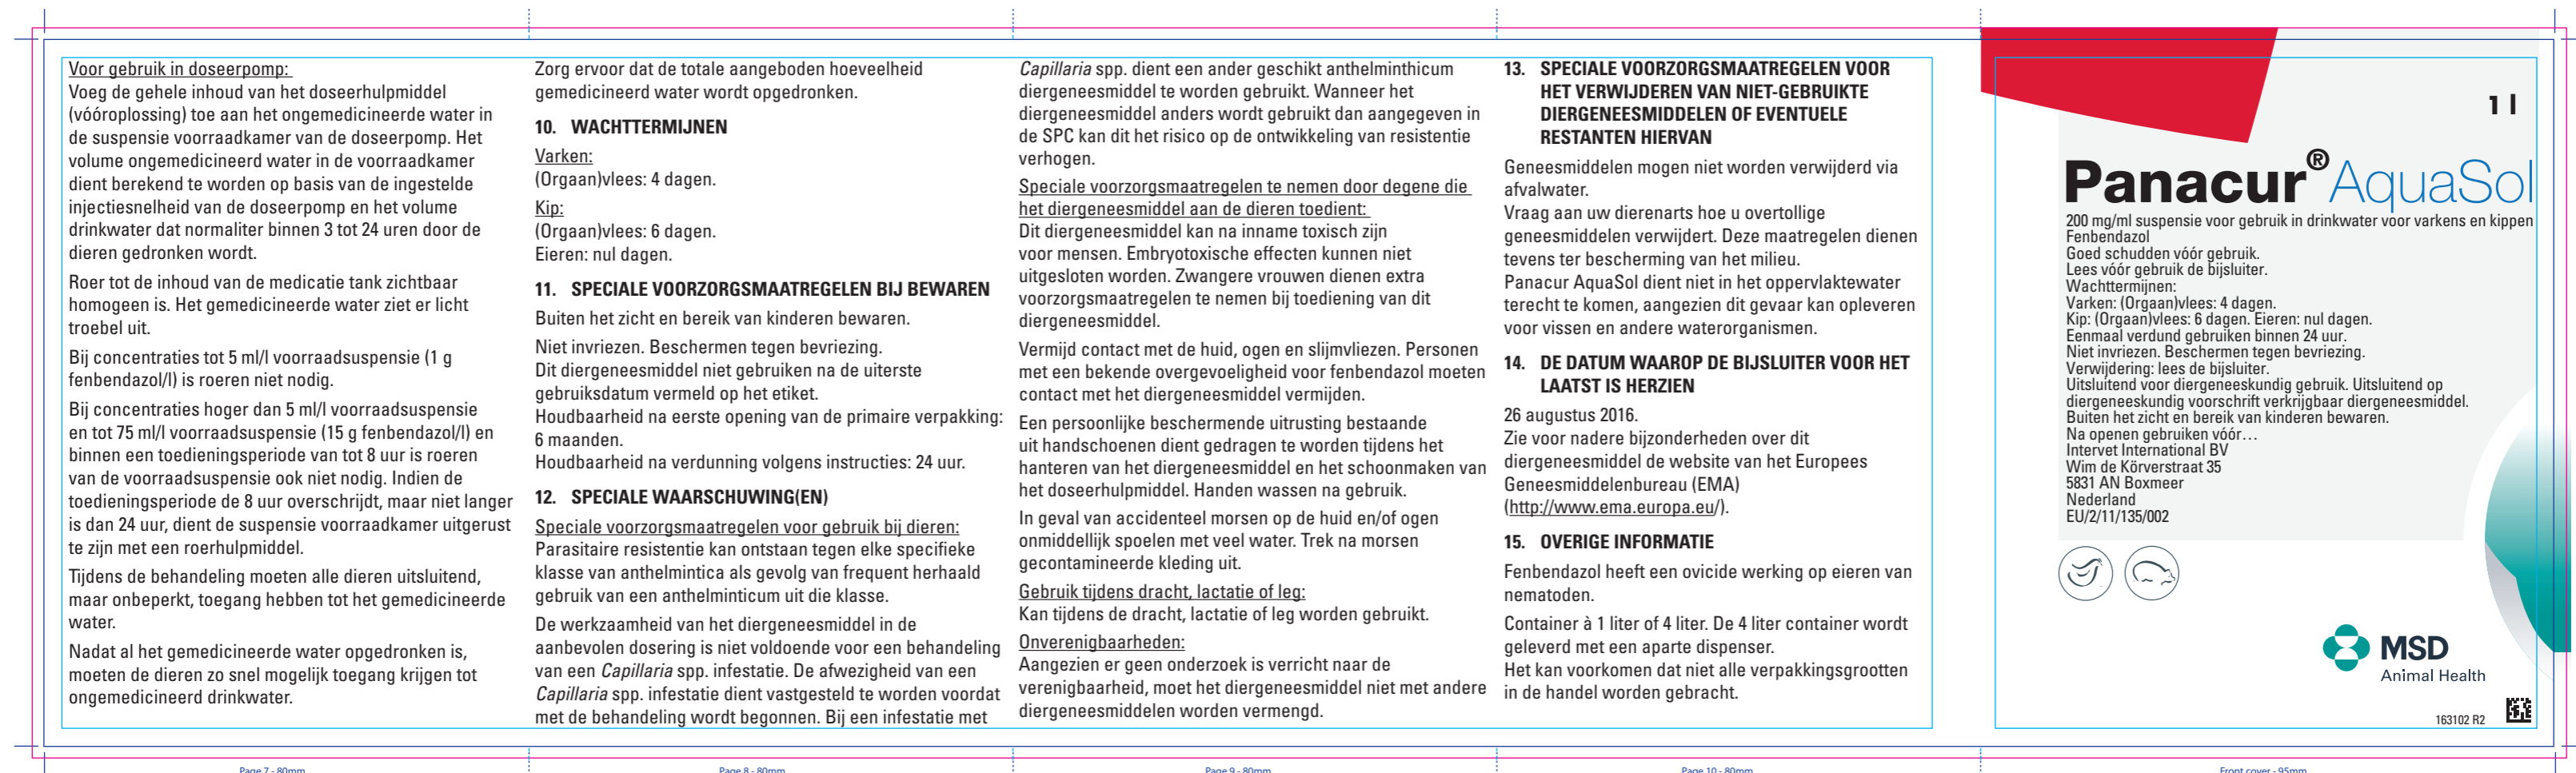 Voor gebruik in doseerpomp:
Voeg de gehele inhoud van het doseerhulpmiddel
(vóóroplossing) toe aan het ongemedicineerde water in
de suspensie voorraadkamer van de doseerpomp. Het
volume ongemedicineerd water in de voorraadkamer
dient berekend te worden op basis van de ingestelde
injectiesnelheid van de doseerpomp en het volume
drinkwater dat normaliter binnen 3 tot 24 uren door de
dieren gedronken wordt.
Roer tot de inhoud van de medicatie tank zichtbaar
homogeen is. Het gemedicineerde water ziet er licht
troebel uit.
Bij concentraties tot 5 ml/l voorraadsuspensie (1 g
fenbendazol/l) is roeren niet nodig.
Bij concentraties hoger dan 5 ml/l voorraadsuspensie
en tot 75 ml/l voorraadsuspensie (15 g fenbendazol/l) en
binnen een toedieningsperiode van tot 8 uur is roeren
van de voorraadsuspensie ook niet nodig. Indien de
toedieningsperiode de 8 uur overschrijdt, maar niet langer
is dan 24 uur, dient de suspensie voorraadkamer uitgerust
te zijn met een roerhulpmiddel.
Tijdens de behandeling moeten alle dieren uitsluitend,
maar onbeperkt, toegang hebben tot het gemedicineerde
water.
Nadat al het gemedicineerde water opgedronken is,
moeten de dieren zo snel mogelijk toegang krijgen tot
ongemedicineerd drinkwater.
Zorg ervoor dat de totale aangeboden hoeveelheid
gemedicineerd water wordt opgedronken.
10. WACHTTERMIJNEN
Varken:
(Orgaan)vlees: 4 dagen.
Kip:
(Orgaan)vlees: 6 dagen.
Eieren: nul dagen.
11. SPECIALE VOORZORGSMAATREGELEN BIJ BEWAREN
Buiten het zicht en bereik van kinderen bewaren.
Niet invriezen. Beschermen tegen bevriezing.
Dit diergeneesmiddel niet gebruiken na de uiterste
gebruiksdatum vermeld op het etiket.
Houdbaarheid na eerste opening van de primaire verpakking:
6 maanden.
Houdbaarheid na verdunning volgens instructies: 24 uur.
12. SPECIALE WAARSCHUWING(EN)
Speciale voorzorgsmaatregelen voor gebruik bij dieren:
Parasitaire resistentie kan ontstaan tegen elke specifieke
klasse van anthelmintica als gevolg van frequent herhaald
gebruik van een anthelminticum uit die klasse.
De werkzaamheid van het diergeneesmiddel in de
aanbevolen dosering is niet voldoende voor een behandeling
van een Capillaria spp. infestatie. De afwezigheid van een
Capillaria spp. infestatie dient vastgesteld te worden voordat
met de behandeling wordt begonnen. Bij een infestatie met
Capillaria spp. dient een ander geschikt anthelminthicum
diergeneesmiddel te worden gebruikt. Wanneer het
diergeneesmiddel anders wordt gebruikt dan aangegeven in
de SPC kan dit het risico op de ontwikkeling van resistentie
verhogen.
Speciale voorzorgsmaatregelen te nemen door degene die
het diergeneesmiddel aan de dieren toedient:
Dit diergeneesmiddel kan na inname toxisch zijn
voor mensen. Embryotoxische effecten kunnen niet
uitgesloten worden. Zwangere vrouwen dienen extra
voorzorgsmaatregelen te nemen bij toediening van dit
diergeneesmiddel.
Vermijd contact met de huid, ogen en slijmvliezen. Personen
met een bekende overgevoeligheid voor fenbendazol moeten
contact met het diergeneesmiddel vermijden.
Een persoonlijke beschermende uitrusting bestaande
uit handschoenen dient gedragen te worden tijdens het
hanteren van het diergeneesmiddel en het schoonmaken van
het doseerhulpmiddel. Handen wassen na gebruik.
In geval van accidenteel morsen op de huid en/of ogen
onmiddellijk spoelen met veel water. Trek na morsen
gecontamineerde kleding uit.
Gebruik tijdens dracht, lactatie of leg:
Kan tijdens de dracht, lactatie of leg worden gebruikt.
Onverenigbaarheden:
Aangezien er geen onderzoek is verricht naar de
verenigbaarheid, moet het diergeneesmiddel niet met andere
diergeneesmiddelen worden vermengd.
13. SPECIALE VOORZORGSMAATREGELEN VOOR
HET VERWIJDEREN VAN NIET-GEBRUIKTE
DIERGENEESMIDDELEN OF EVENTUELE
RESTANTEN HIERVAN
Geneesmiddelen mogen niet worden verwijderd via
afvalwater.
Vraag aan uw dierenarts hoe u overtollige
geneesmiddelen verwijdert. Deze maatregelen dienen
tevens ter bescherming van het milieu.
Panacur AquaSol dient niet in het oppervlaktewater
terecht te komen, aangezien dit gevaar kan opleveren
voor vissen en andere waterorganismen.
14. DE DATUM WAAROP DE BIJSLUITER VOOR HET
LAATST IS HERZIEN
26 augustus 2016.
Zie voor nadere bijzonderheden over dit
diergeneesmiddel de website van het Europees
Geneesmiddelenbureau (EMA)
(http://www.ema.europa.eu/).
15. OVERIGE INFORMATIE
Fenbendazol heeft een ovicide werking op eieren van
nematoden.
Container à 1 liter of 4 liter. De 4 liter container wordt
geleverd met een aparte dispenser.
Het kan voorkomen dat niet alle verpakkingsgrootten
in de handel worden gebracht.
1 l
Panacur® AquaSol
200 mg/ml suspensie voor gebruik in drinkwater voor varkens en kippen
Fenbendazol
Goed schudden vóór gebruik.
Lees vóór gebruik de bijsluiter.
Wachttermijnen:
Varken: (Orgaan)vlees: 4 dagen.
Kip: (Orgaan)vlees: 6 dagen. Eieren: nul dagen.
Eenmaal verdund gebruiken binnen 24 uur.
Niet invriezen. Beschermen tegen bevriezing.
Verwijdering: lees de bijsluiter.
Uitsluitend voor diergeneeskundig gebruik. Uitsluitend op
diergeneeskundig voorschrift verkrijgbaar diergeneesmiddel.
Buiten het zicht en bereik van kinderen bewaren.
Na openen gebruiken vóór…
Intervet International BV
Wim de Körverstraat 35
5831 AN Boxmeer
Nederland
EU/2/11/135/002
MSD
Animal Health
163102 R2
Page 7 - 80mm
Page 8 - 80mm
Page 9 - 80mm
Page 10 - 80mm
Front cover - 95mm